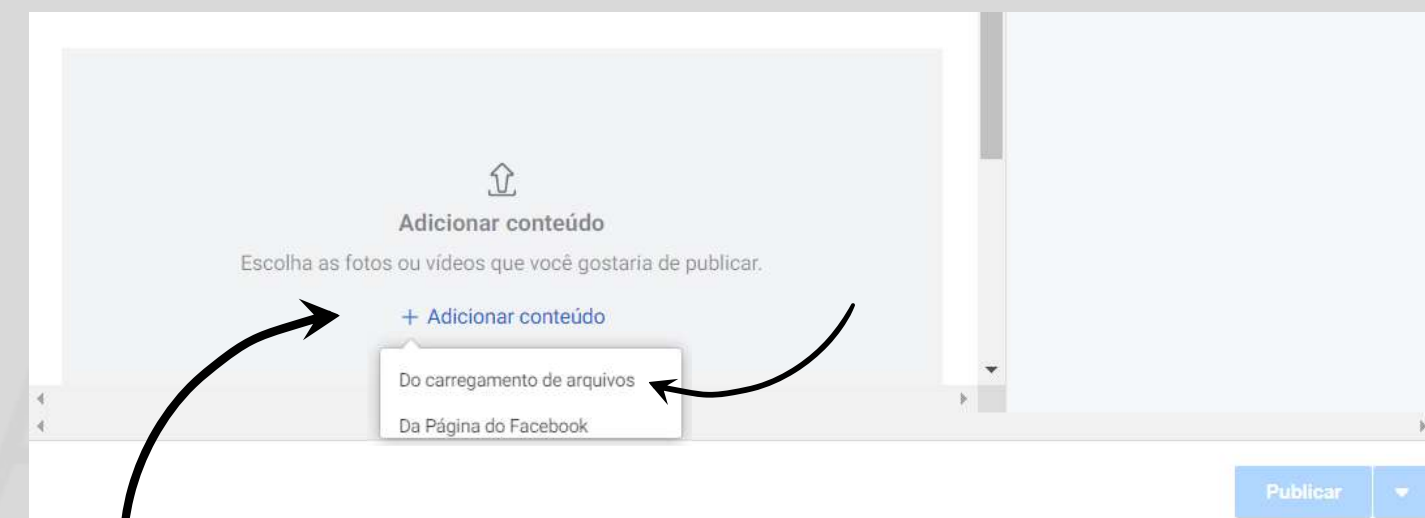 Adicionar conteúdo
Escolha as fotos ou vídeos que você gostaria de publicar.
+ Adicionar conteúdo
Do carregamento de arquivos
Da Página do Facebook
Publicar